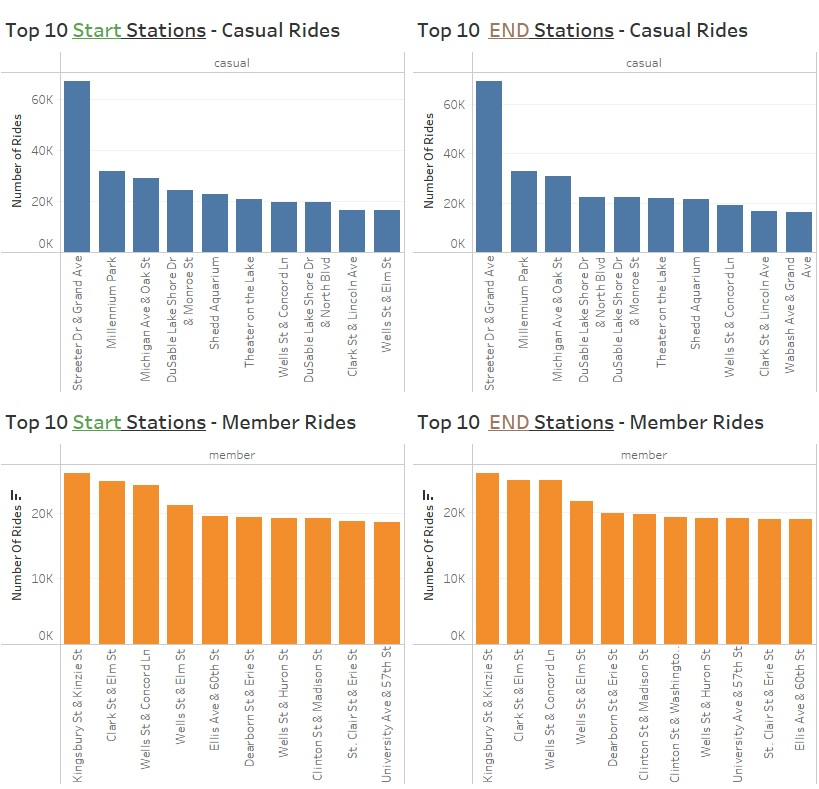 Top 10 Start Stations - Casual Rides
casual
Number of Rides
60K
40K
20K
0K
Streeter Dr & Grand Ave
Millennium Park
Michigan Ave & Oak St
DuSable Lake Shore Dr
& Monroe St
Shedd Aquarium
Theater on the Lake
Wells St & Concord Ln
DuSable Lake Shore Dr
& North Blvd
Clark St & Lincoln Ave
Wells St & Elm St
Top 10 END Stations - Casual Rides
casual
Number Of Rides
60K
40K
20K
0K
Streeter Dr & Grand Ave
Millennium Park
Michigan Ave & Oak St
DuSable Lake Shore Dr
& North Blvd
DuSable Lake Shore Dr
& Monroe St
Theater on the Lake
Shedd Aquarium
Wells St & Concord Ln
Clark St & Lincoln Ave
Wabash Ave & Grand
Ave
Top 10 Start Stations - Member Rides
member
Number Of Rides
20K
10K
0K
Kingsbury St & Kinzie St
Clark St & Elm St
Wells St & Concord Ln
Wells St & Elm St
Ellis Ave & 60th St
Dearborn St & Erie St
Wells St & Huron St
Clinton St & Madison St
St. Clair St & Erie St
University Ave & 57th St
Top 10 END Stations - Member Rides
member
Number Of Rides
20K
10K
0K
Kingsbury St & Kinzie St
Clark St & Elm St
Wells St & Concord Ln
Wells St & Elm St
Dearborn St & Erie St
Clinton St & Madison St
Clinton St & Washingto..
Wells St & Huron St
University Ave & 57th St
St. Clair St & Erie St
Ellis Ave & 60th St